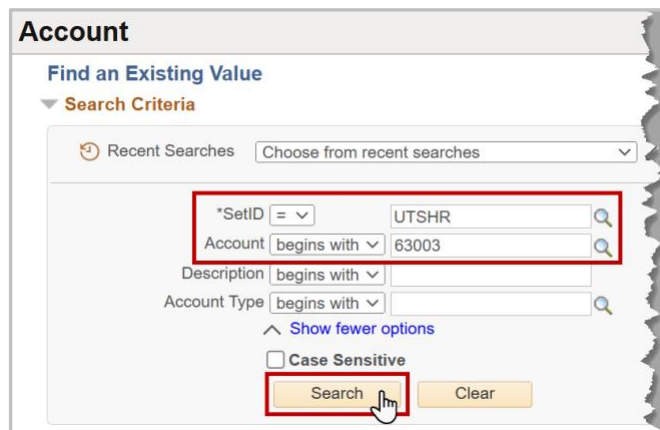 Account
Find an Existing Value
Search Criteria
Recent Searches Choose from recent searches
*SetID = UTSHR
Account begins with 63003
Description begins with
Account Type begins with
Show fewer options
Case Sensitive
Search Clear